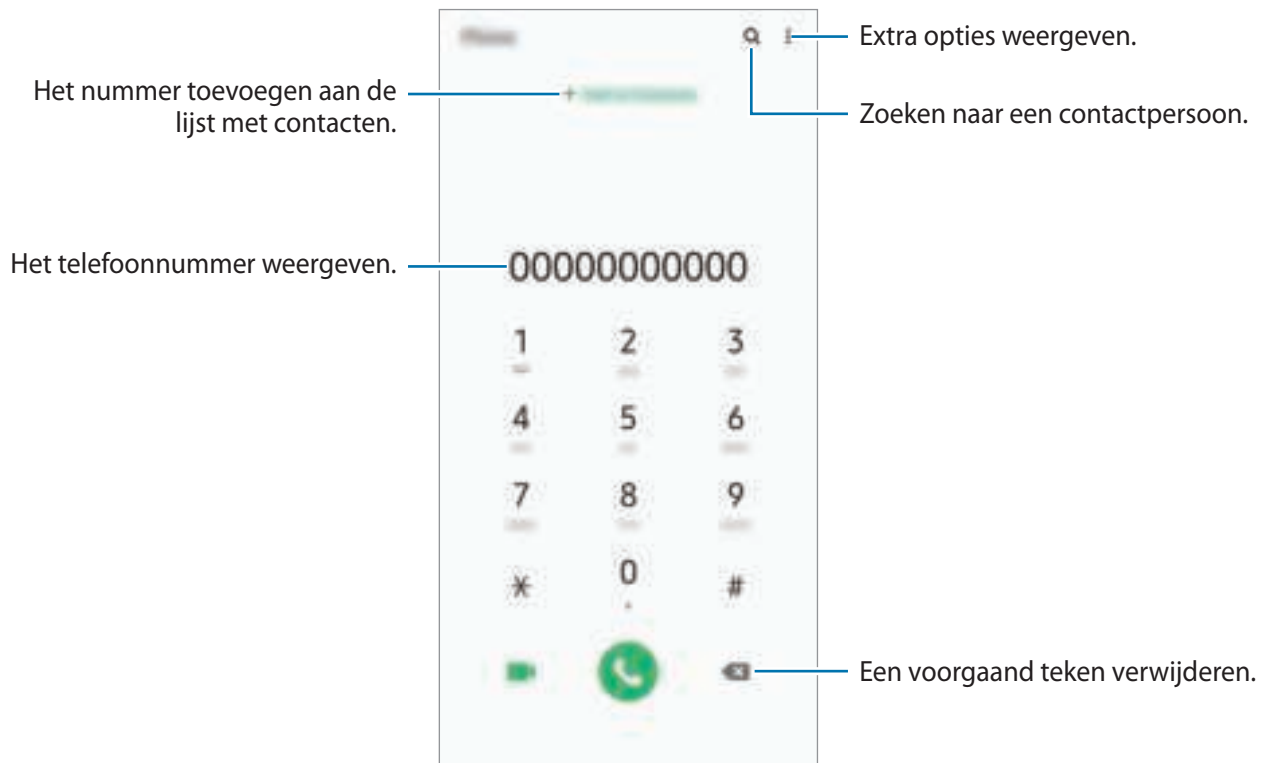 Extra opties weergeven.
Het nummer toevoegen aan de
lijst met contacten.
Zoeken naar een contactpersoon.
Het telefoonnummer weergeven.
00000000000
1 2 3
4 5 6
7 8 9
* 0 #
Een voorgaand teken verwijderen.